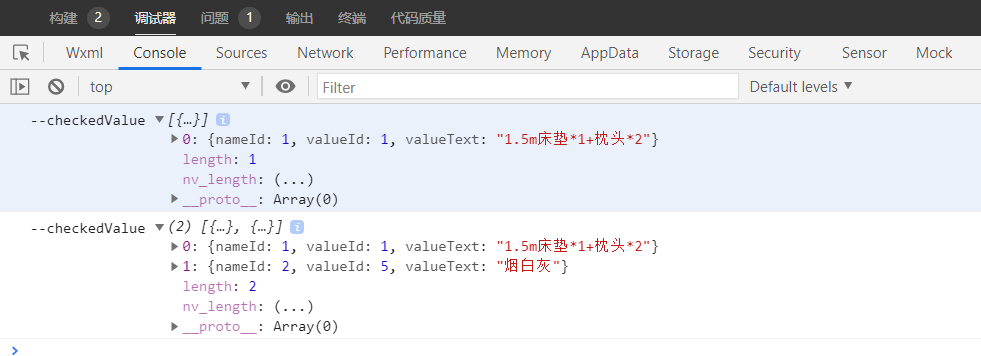 构建 2 调试器 问题 1 输出 终端 代码质量
Wxml Console Sources Network Performance Memory AppData Storage Security Sensor Mock
top Filter Default levels
--checkedValue [{…}]
0: {nameId: 1, valueId: 1, valueText: "1.5m床垫*1+枕头*2"}
length: 1
nv_length: (...)
__proto__: Array(0)
--checkedValue (2) [{…}, {…}]
0: {nameId: 1, valueId: 1, valueText: "1.5m床垫*1+枕头*2"}
1: {nameId: 2, valueId: 5, valueText: "烟白灰"}
length: 2
nv_length: (...)
__proto__: Array(0)